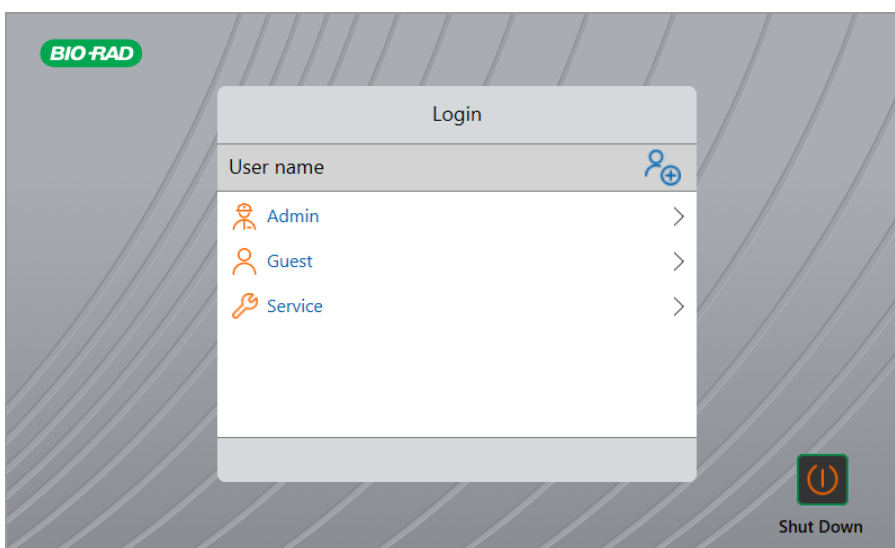 BIO-RAD
Login
User name
Admin
Guest
Service
Shut Down